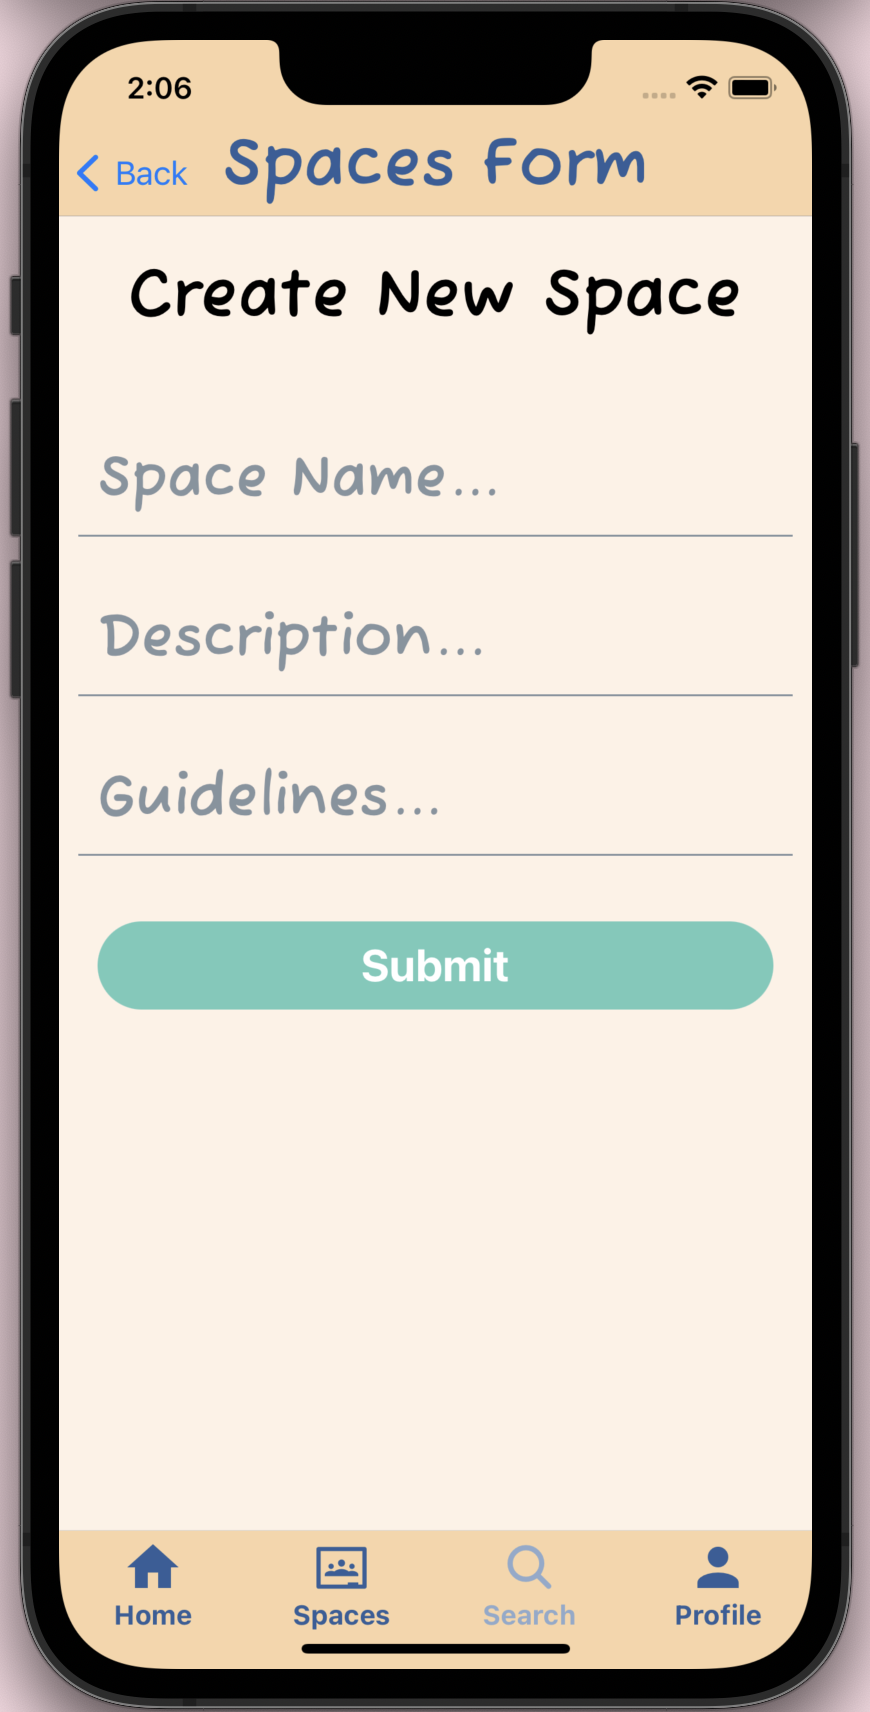 2:06
Back Spaces Form
Create New Space
Space Name...
Description...
Guidelines...
Submit
Home Spaces Search Profile